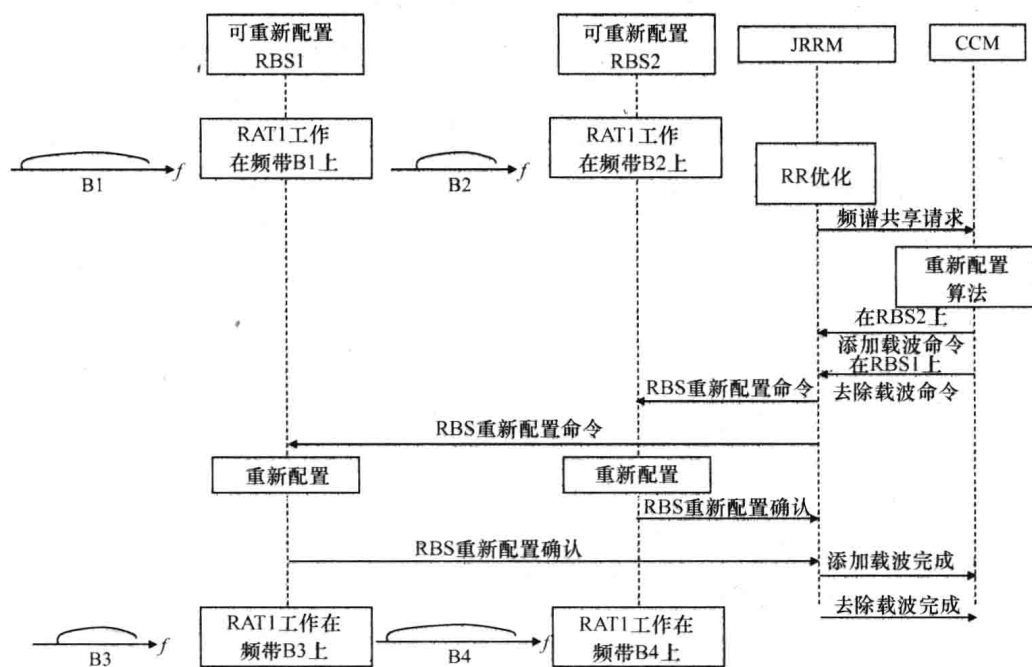 可重新配置
RBS1
可重新配置
RBS2
JRRM
CCM
RAT1工作
在频带B1上
RAT1工作
在频带B2上
B1
f
B2
f
RR优化
频谱共享请求
重新配置
算法
在RBS2上
添加载波命令
在RBS1上
去除载波命令
RBS重新配置命令
RBS重新配置命令
重新配置
重新配置
RBS重新配置确认
RBS重新配置确认
添加载波完成
去除载波完成
RAT1工作在
频带B3上
RAT1工作在
频带B4上
B3
f
B4
f